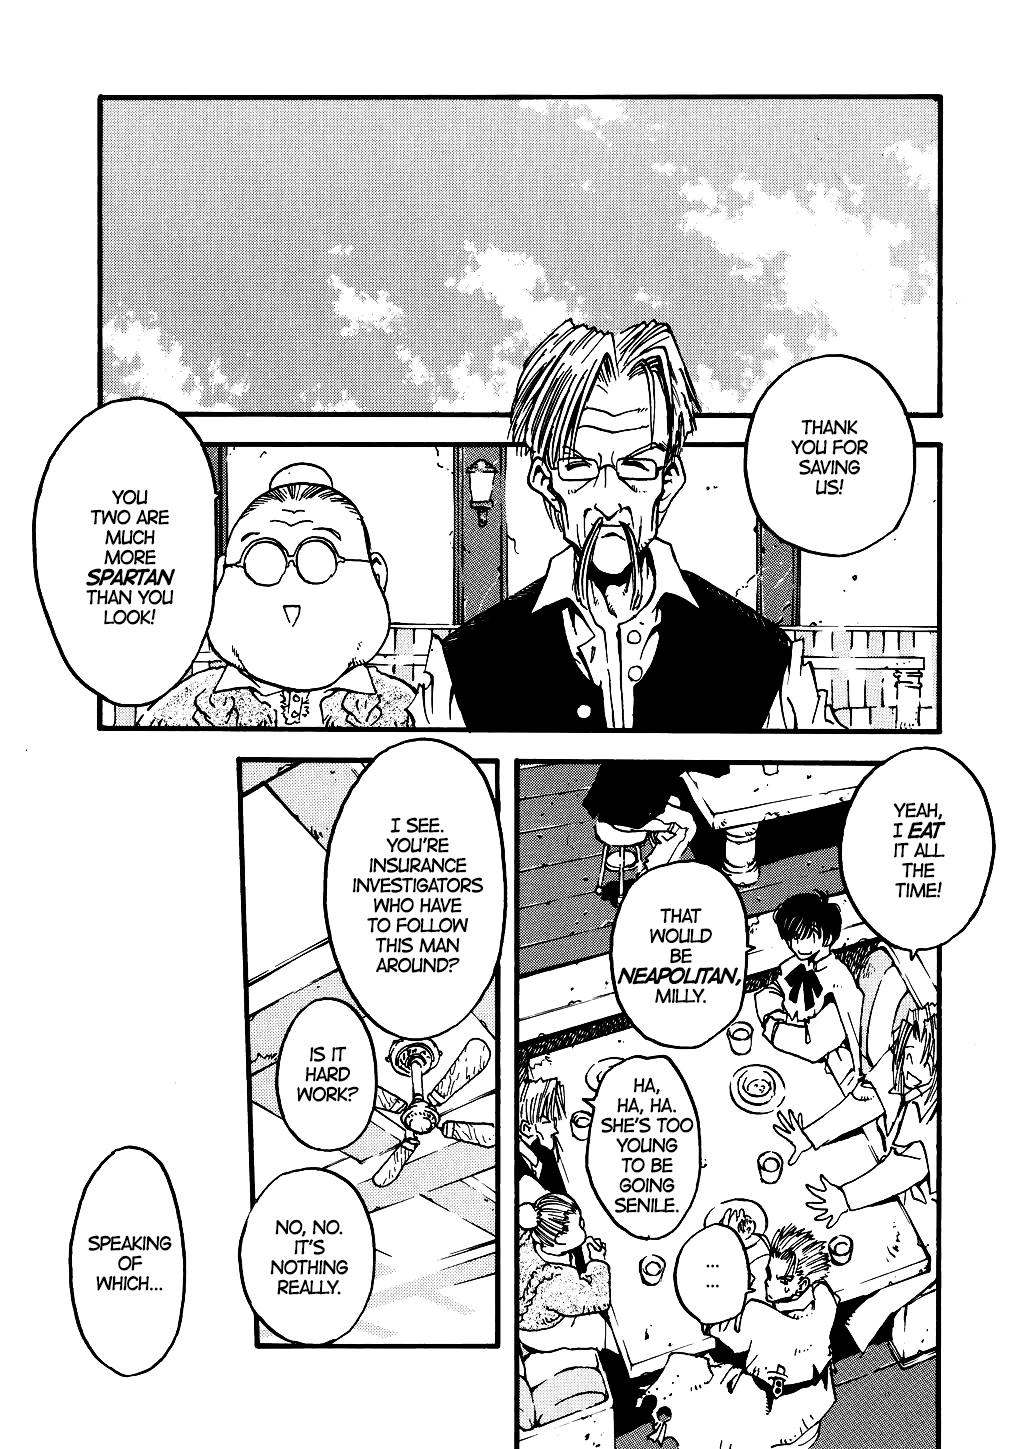 THANK
YOU FOR
SAVING
US!
YOU
TWO ARE
MUCH
MORE
SPARTAN
THAN YOU
LOOK!
YEAH,
I EAT
IT ALL
THE
TIME!
THAT
WOULD
BE
NEAPOLITAN,
MILLY.
HA,
HA, HA.
SHE'S TOO
YOUNG
TO BE
GOING
SENILE.
...
...
I SEE.
YOU'RE
INSURANCE
INVESTIGATORS
WHO HAVE
TO FOLLOW
THIS MAN
AROUND?
IS IT
HARD
WORK?
NO, NO.
IT'S
NOTHING
REALLY.
SPEAKING
OF
WHICH...